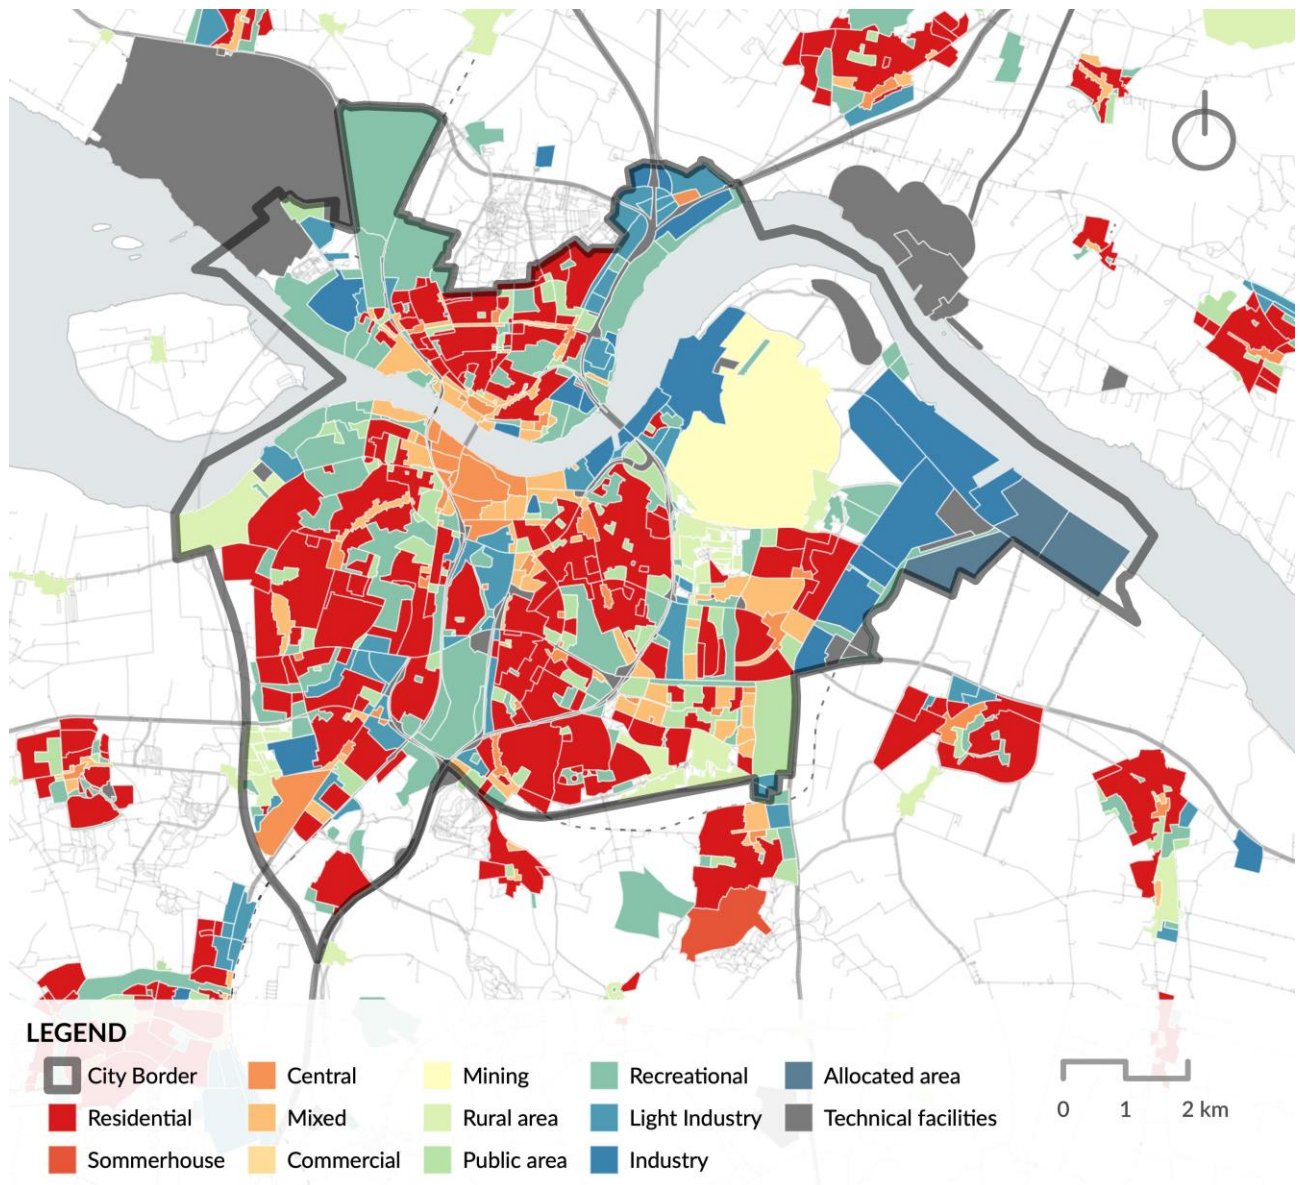 LEGEND
City Border
Central
Mining
Recreational
Allocated area
Residential
Mixed
Rural area
Light Industry
Technical facilities
Sommerhouse
Commercial
Public area
Industry
0 1 2 km